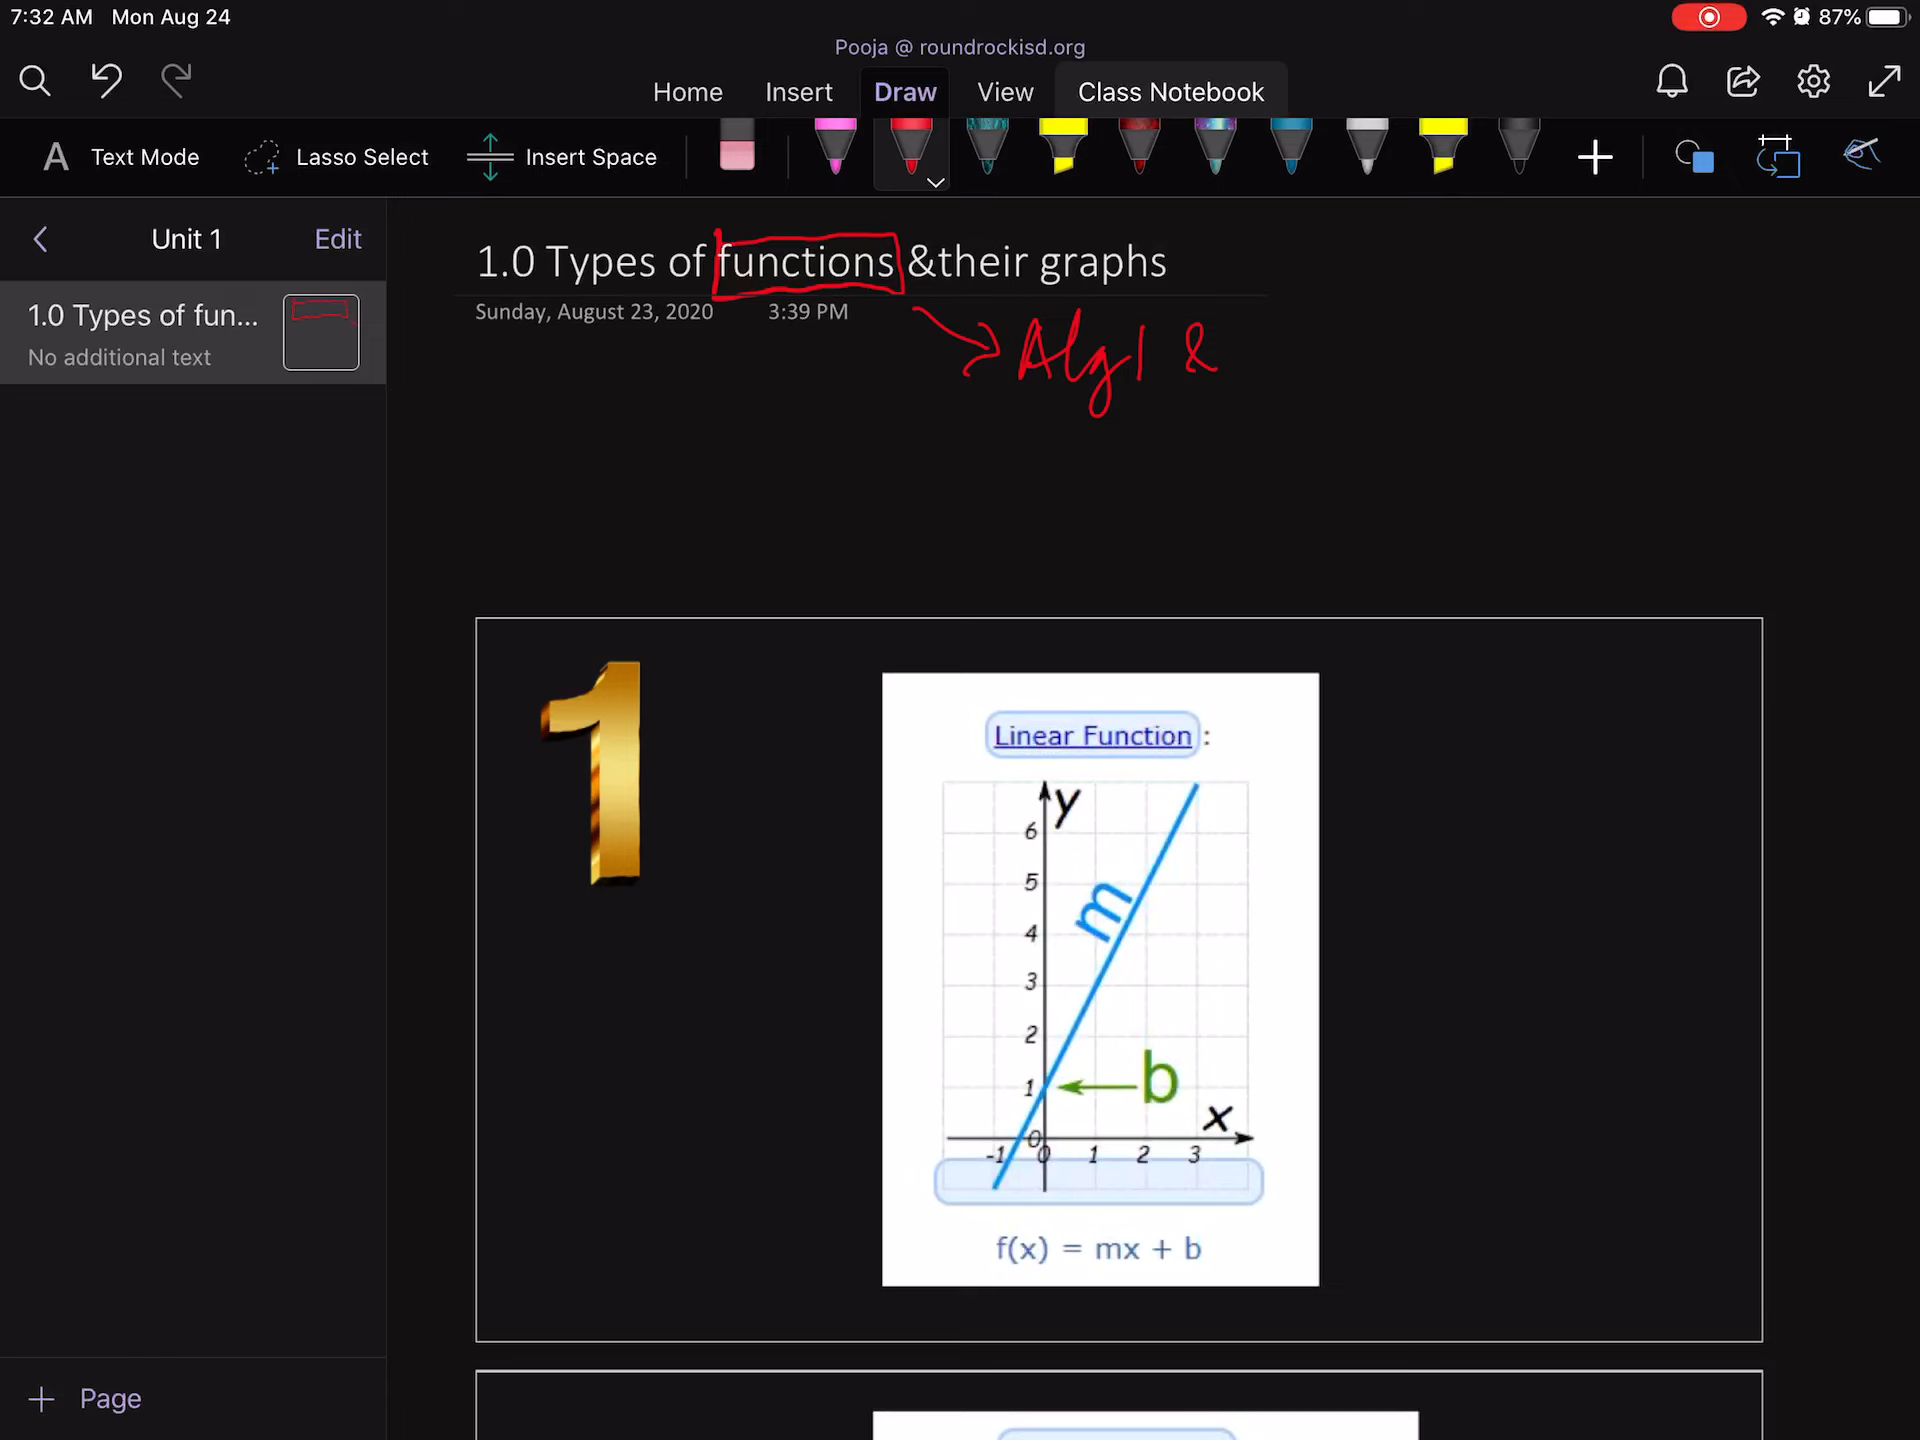 7:32 AM Mon Aug 24
87%
Pooja @ roundrockisd.org
Home Insert Draw View Class Notebook
A Text Mode Lasso Select Insert Space
Unit 1 Edit
1.0 Types of fun...
No additional text
1.0 Types of functions &their graphs
Sunday, August 23, 2020 3:39 PM
Alg 1 &
1
Linear Function :
y
6
5
m
4
3
2
1
b
x
0
-1 0 1 2 3
f(x) = mx + b
Page